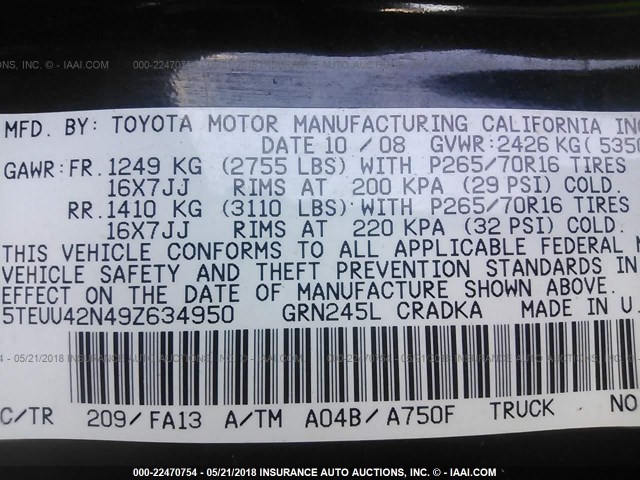 MFD. BY: TOYOTA MOTOR MANUFACTURING CALIFORNIA INC
DATE 10 / 08 GVWR: 2426 KG ( 5350
GAWR: FR. 1249 KG (2755 LBS) WITH P265/70R16 TIRES
16X7JJ RIMS AT 200 KPA (29 PSI) COLD.
RR. 1410 KG (3110 LBS) WITH P265/70R16 TIRES
16X7JJ RIMS AT 220 KPA (32 PSI) COLD.
THIS VEHICLE CONFORMS TO ALL APPLICABLE FEDERAL
VEHICLE SAFETY AND THEFT PREVENTION STANDARDS IN
EFFECT ON THE DATE OF MANUFACTURE SHOWN ABOVE.
5TEUU42N49Z634950 GRN245L CRADKA MADE IN U.
C/TR 209/FA13 A/TM A04B/A750F TRUCK NO
000-22470754 - 05/21/2018 INSURANCE AUTO AUCTIONS, INC. - IAAI.COM